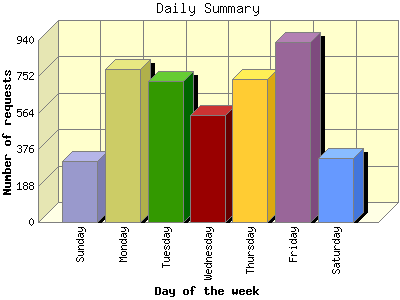 Daily Summary
Number of requests
940
752
564
376
188
0
Sunday
Monday
Tuesday
Wednesday
Thursday
Friday
Saturday
Day of the week